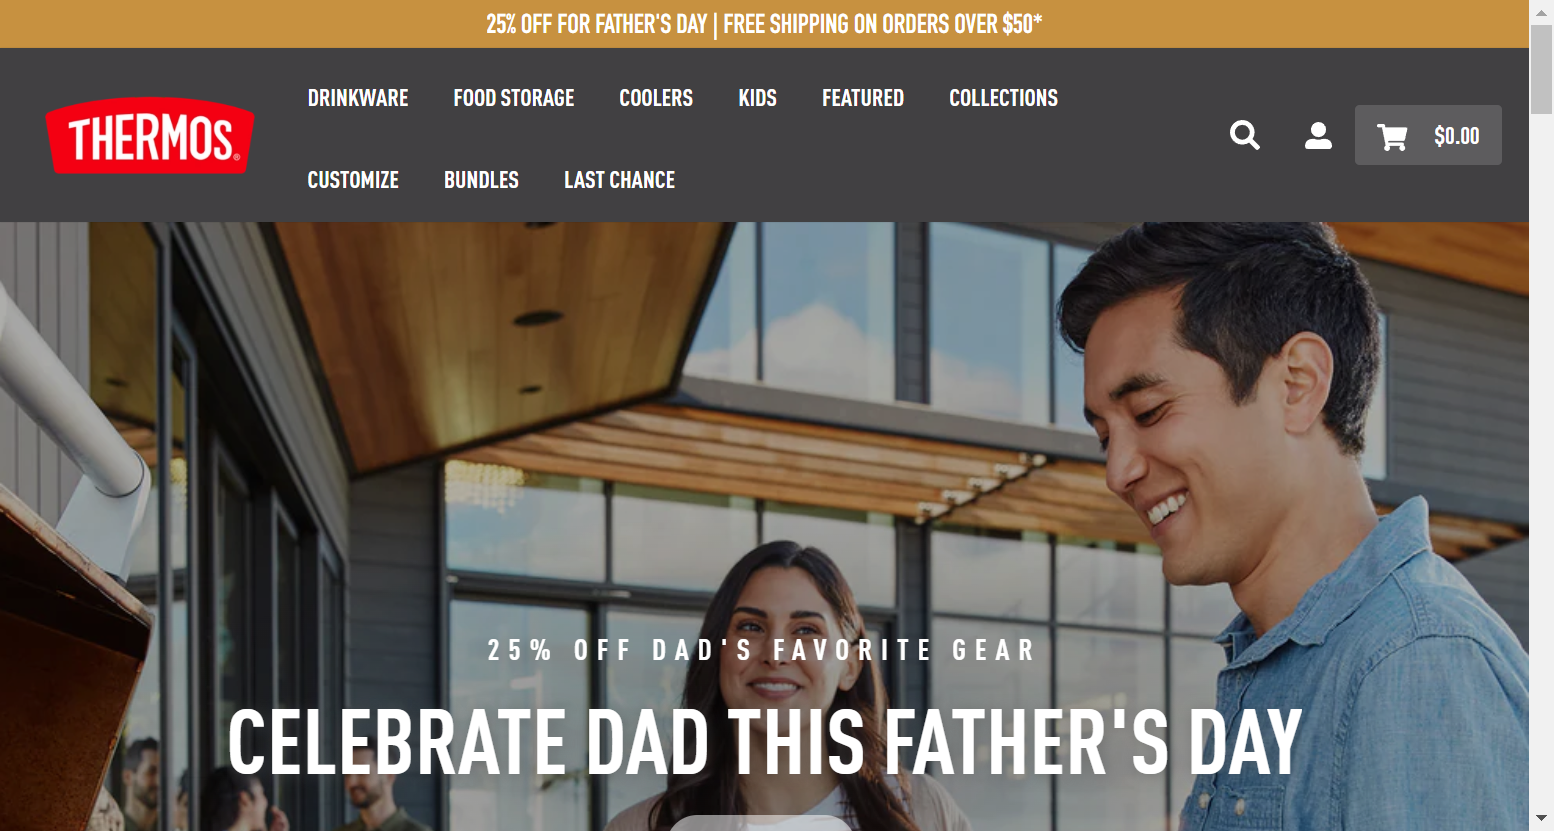 25% OFF FOR FATHER'S DAY | FREE SHIPPING ON ORDERS OVER $50*
THERMOS®
DRINKWARE FOOD STORAGE COOLERS KIDS FEATURED COLLECTIONS
CUSTOMIZE BUNDLES LAST CHANCE
$0.00
25% OFF DAD'S FAVORITE GEAR
CELEBRATE DAD THIS FATHER'S DAY